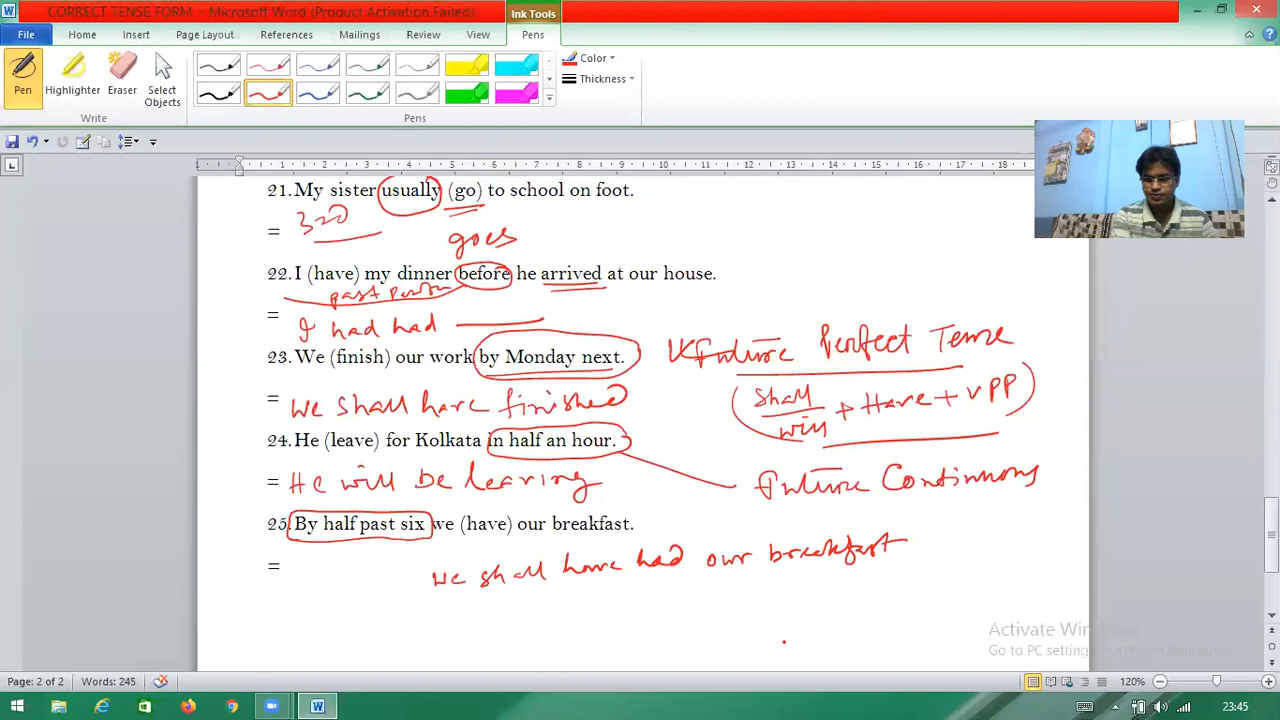 CORRECT TENSE FORM - Microsoft Word (Product Activation Failed)
Ink Tools
File Home Insert Page Layout References Mailings Review View Pens
Pen Highlighter Eraser Select Objects
Color
Thickness
Write Pens
21.My sister usually (go) to school on foot.
=
goes
22.I (have) my dinner before he arrived at our house.
=
I had had
23.We (finish) our work by Monday next.
Future Perfect Tense
= We shall have finished
shall/will + Have + VPP
24.He (leave) for Kolkata in half an hour.
= He will be leaving
Future Continuous
25.By half past six we (have) our breakfast.
=
We shall have had our breakfast
Activate Windows
Go to PC settings to activate Windows.
Page: 2 of 2 Words: 245 120%
23:45